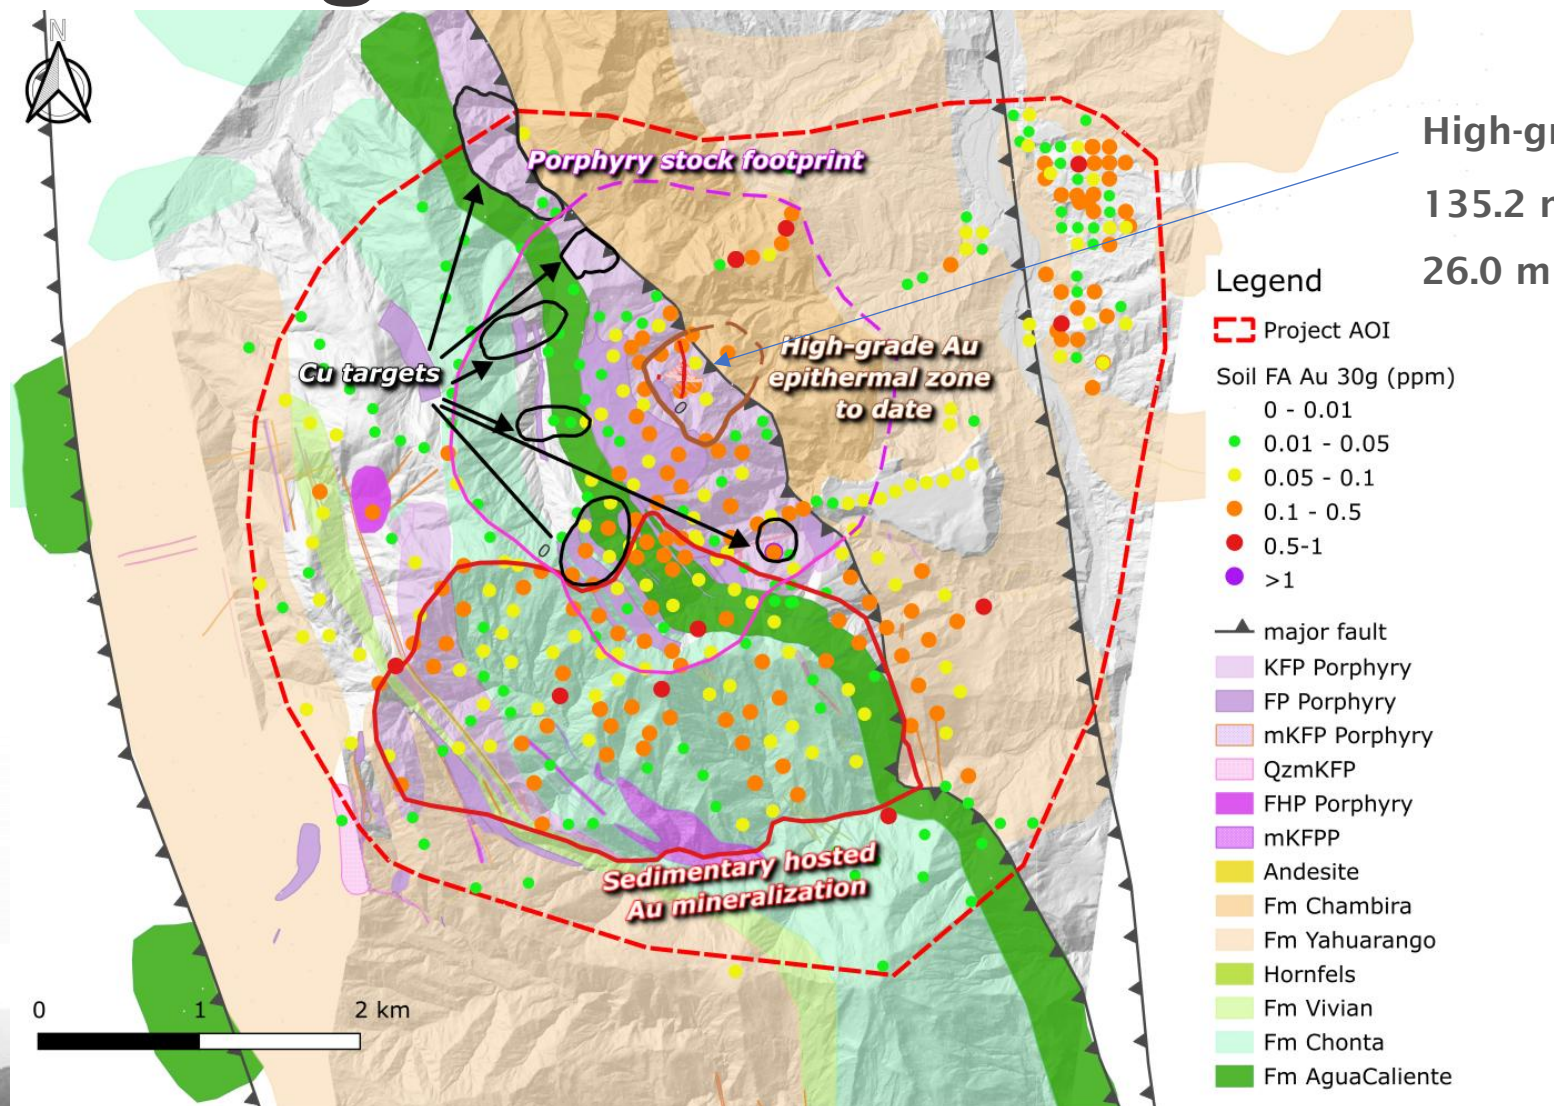 N
Porphyry stock footprint
High-gr
135.2 m
26.0 m
Cu targets
High-grade Au
epithermal zone
to date
0
0
Sedimentary hosted
Au mineralization
0 1 2 km
Legend
Project AOI
Soil FA Au 30g (ppm)
0 - 0.01
0.01 - 0.05
0.05 - 0.1
0.1 - 0.5
0.5-1
>1
major fault
KFP Porphyry
FP Porphyry
mKFP Porphyry
QzmKFP
FHP Porphyry
mKFPP
Andesite
Fm Chambira
Fm Yahuarango
Hornfels
Fm Vivian
Fm Chonta
Fm AguaCaliente